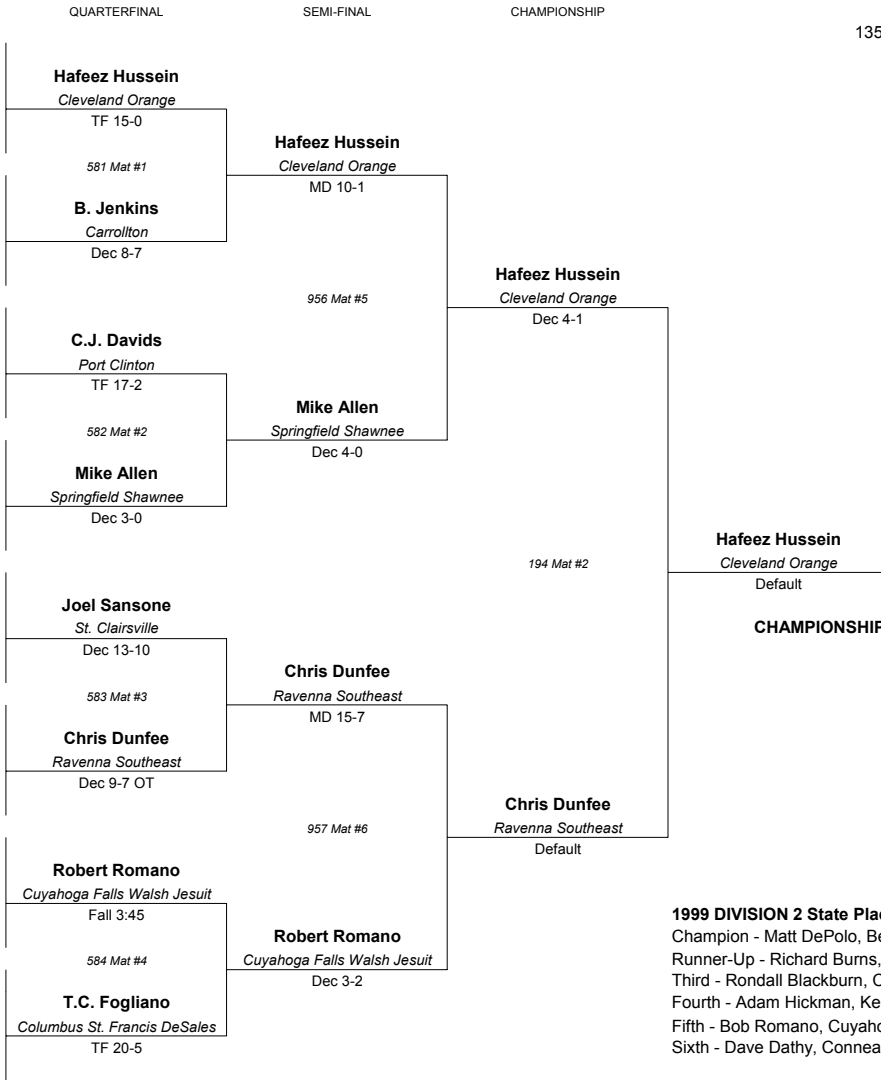 QUARTERFINAL SEMI-FINAL CHAMPIONSHIP
135
Hafeez Hussein
Cleveland Orange
TF 15-0
581 Mat #1
B. Jenkins
Carrollton
Dec 8-7
Hafeez Hussein
Cleveland Orange
MD 10-1
956 Mat #5
C.J. Davids
Port Clinton
TF 17-2
582 Mat #2
Mike Allen
Springfield Shawnee
Dec 3-0
Mike Allen
Springfield Shawnee
Dec 4-0
Hafeez Hussein
Cleveland Orange
Dec 4-1
194 Mat #2
Hafeez Hussein
Cleveland Orange
Default
CHAMPIONSHIP
Joel Sansone
St. Clairsville
Dec 13-10
583 Mat #3
Chris Dunfee
Ravenna Southeast
Dec 9-7 OT
Chris Dunfee
Ravenna Southeast
MD 15-7
957 Mat #6
Chris Dunfee
Ravenna Southeast
Default
Robert Romano
Cuyahoga Falls Walsh Jesuit
Fall 3:45
584 Mat #4
T.C. Fogliano
Columbus St. Francis DeSales
TF 20-5
Robert Romano
Cuyahoga Falls Walsh Jesuit
Dec 3-2
1999 DIVISION 2 State Pla
Champion - Matt DePolo, Be
Runner-Up - Richard Burns,
Third - Rondall Blackburn, C
Fourth - Adam Hickman, Ke
Fifth - Bob Romano, Cuyaho
Sixth - Dave Dathy, Connea